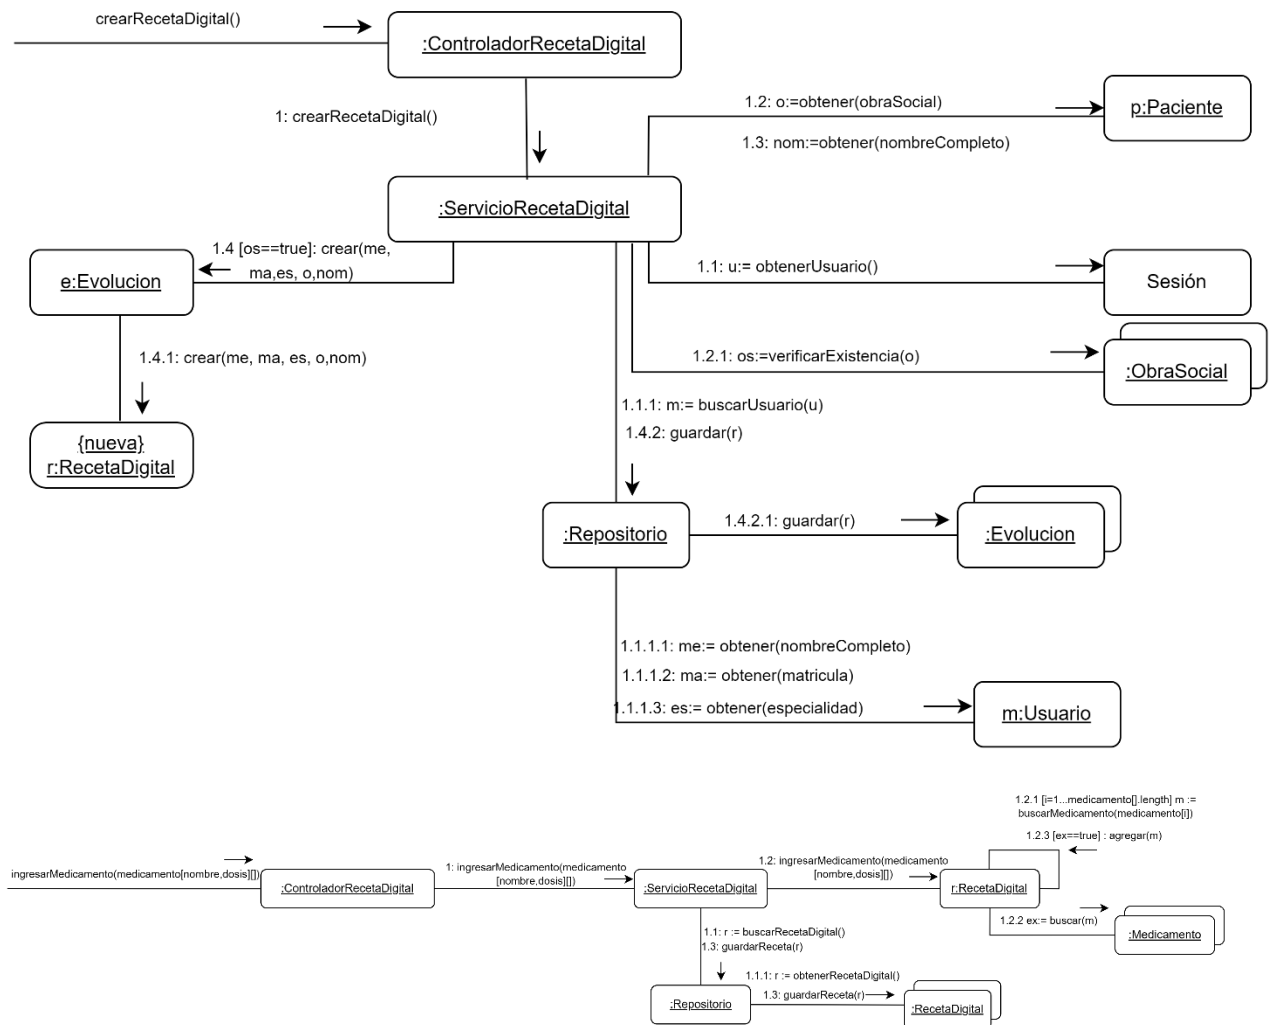 crearRecetaDigital()
:ControladorRecetaDigital
1: crearRecetaDigital()
1.2: o:=obtener(obraSocial)
p:Paciente
1.3: nom:=obtener(nombreCompleto)
:ServicioRecetaDigital
1.4 [os==true]: crear(me,
ma,es, o,nom)
e:Evolucion
1.1: u:= obtenerUsuario()
Sesión
1.4.1: crear(me, ma, es, o,nom)
1.2.1: os:=verificarExistencia(o)
:ObraSocial
1.1.1: m:= buscarUsuario(u)
1.4.2: guardar(r)
{nueva}
r:RecetaDigital
:Repositorio
1.4.2.1: guardar(r)
:Evolucion
1.1.1.1: me:= obtener(nombreCompleto)
1.1.1.2: ma:= obtener(matricula)
1.1.1.3: es:= obtener(especialidad)
m:Usuario
1.2.1 [i=1...medicamento[].length] m :=
buscarMedicamento(medicamento[i])
1.2.3 [ex==true] : agregar(m)
ingresarMedicamento(medicamento[nombre,dosis][])
:ControladorRecetaDigital
1: ingresarMedicamento(medicamento
[nombre,dosis][])
:ServicioRecetaDigital
1.2: ingresarMedicamento(medicamento
[nombre,dosis][])
r:RecetaDigital
1.2.2 ex:= buscar(m)
:Medicamento
1.1: r := buscarRecetaDigital()
1.3: guardarReceta(r)
:Repositorio
1.1.1: r := obtenerRecetaDigital()
1.3: guardarReceta(r)
:RecetaDigital